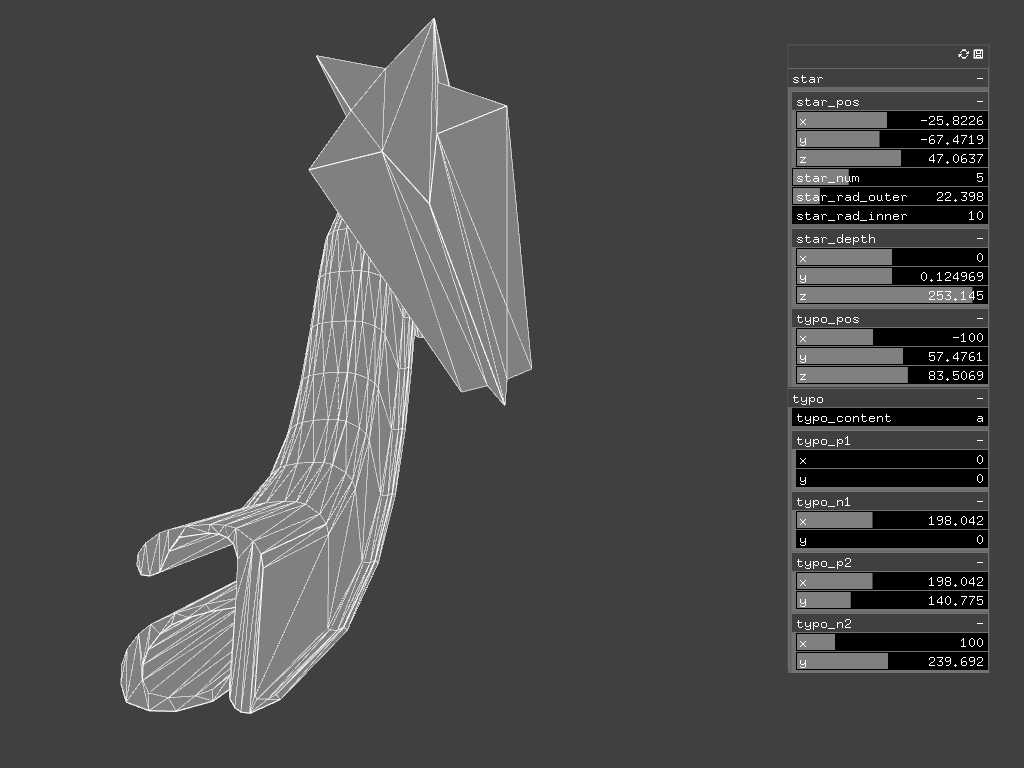 star -
star_pos -
x -25.8226
y -67.4719
z 47.0637
star_num 5
star_rad_outer 22.398
star_rad_inner 10
star_depth -
x 0
y 0.124969
z 253.145
typo_pos -
x -100
y 57.4761
z 83.5069
typo -
typo_content a
typo_p1 -
x 0
y 0
typo_n1 -
x 198.042
y 0
typo_p2 -
x 198.042
y 140.775
typo_n2 -
x 100
y 239.692